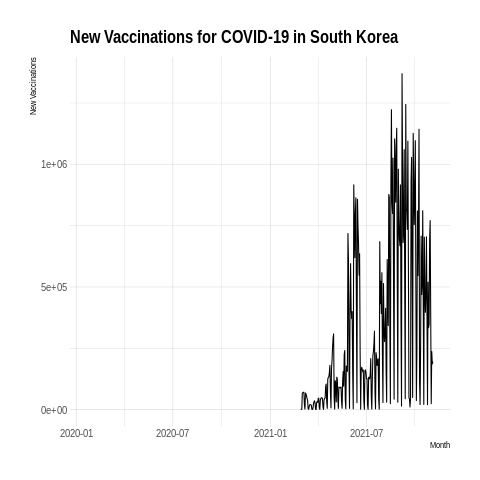 New Vaccinations for COVID-19 in South Korea
New Vaccinations
1e+06
5e+05
0e+00
2020-01 2020-07 2021-01 2021-07
Month